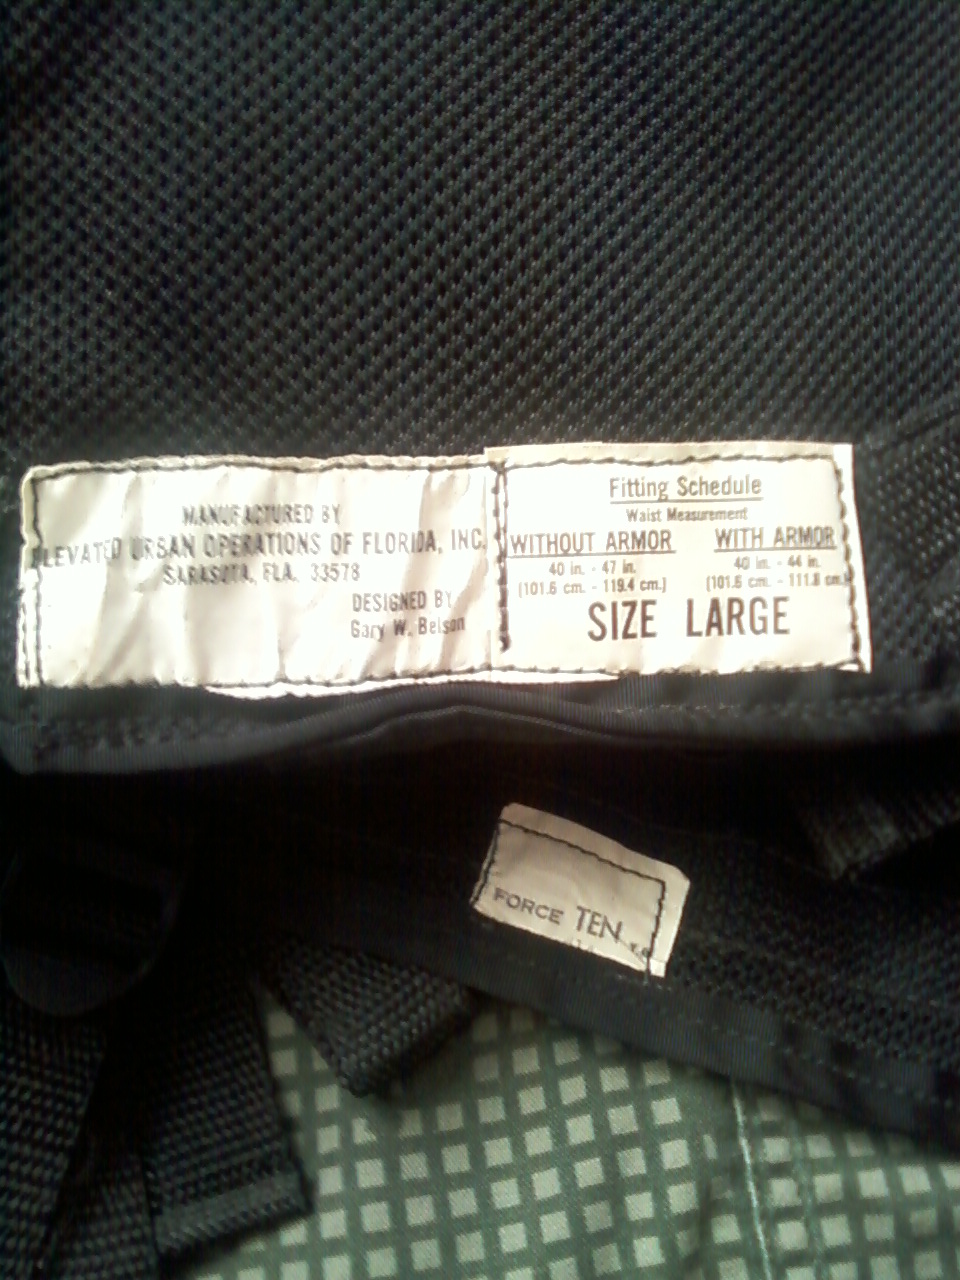 MANUFACTURED BY
ELEVATED URBAN OPERATIONS OF FLORIDA, INC.
SARASOTA, FLA. 33578
DESIGNED BY
Gary W. Belson
Fitting Schedule
Waist Measurement
WITHOUT ARMOR WITH ARMOR
40 in. - 47 in. 40 in. - 44 in.
(101.6 cm. - 119.4 cm.) (101.6 cm. - 111.8 cm.)
SIZE LARGE
FORCE TEN